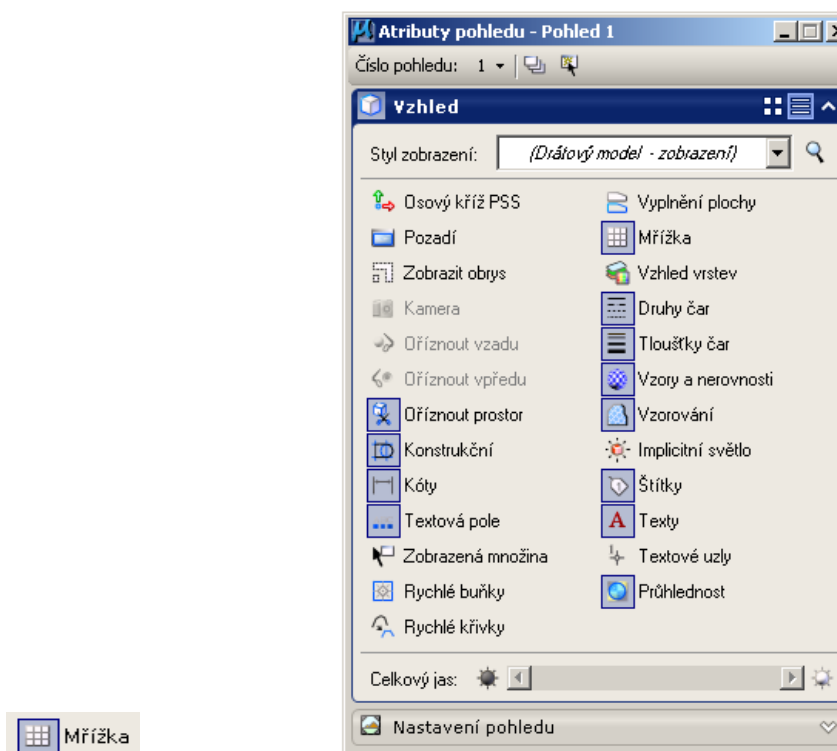 Atributy pohledu - Pohled 1
Číslo pohledu: 1
Vzhled
Styl zobrazení: (Drátový model - zobrazení)
Osový kříž PSS
Vyplnění plochy
Pozadí
Mřížka
Zobrazit obrys
Vzhled vrstev
Kamera
Druhy čar
Oříznout vzadu
Tloušťky čar
Oříznout vpředu
Vzory a nerovnosti
Oříznout prostor
Vzorování
Konstrukční
Implicitní světlo
Kóty
Štítky
Textová pole
A Texty
Zobrazená množina
Textové uzly
Rychlé buňky
Průhlednost
Rychlé křivky
Celkový jas:
Nastavení pohledu
Mřížka